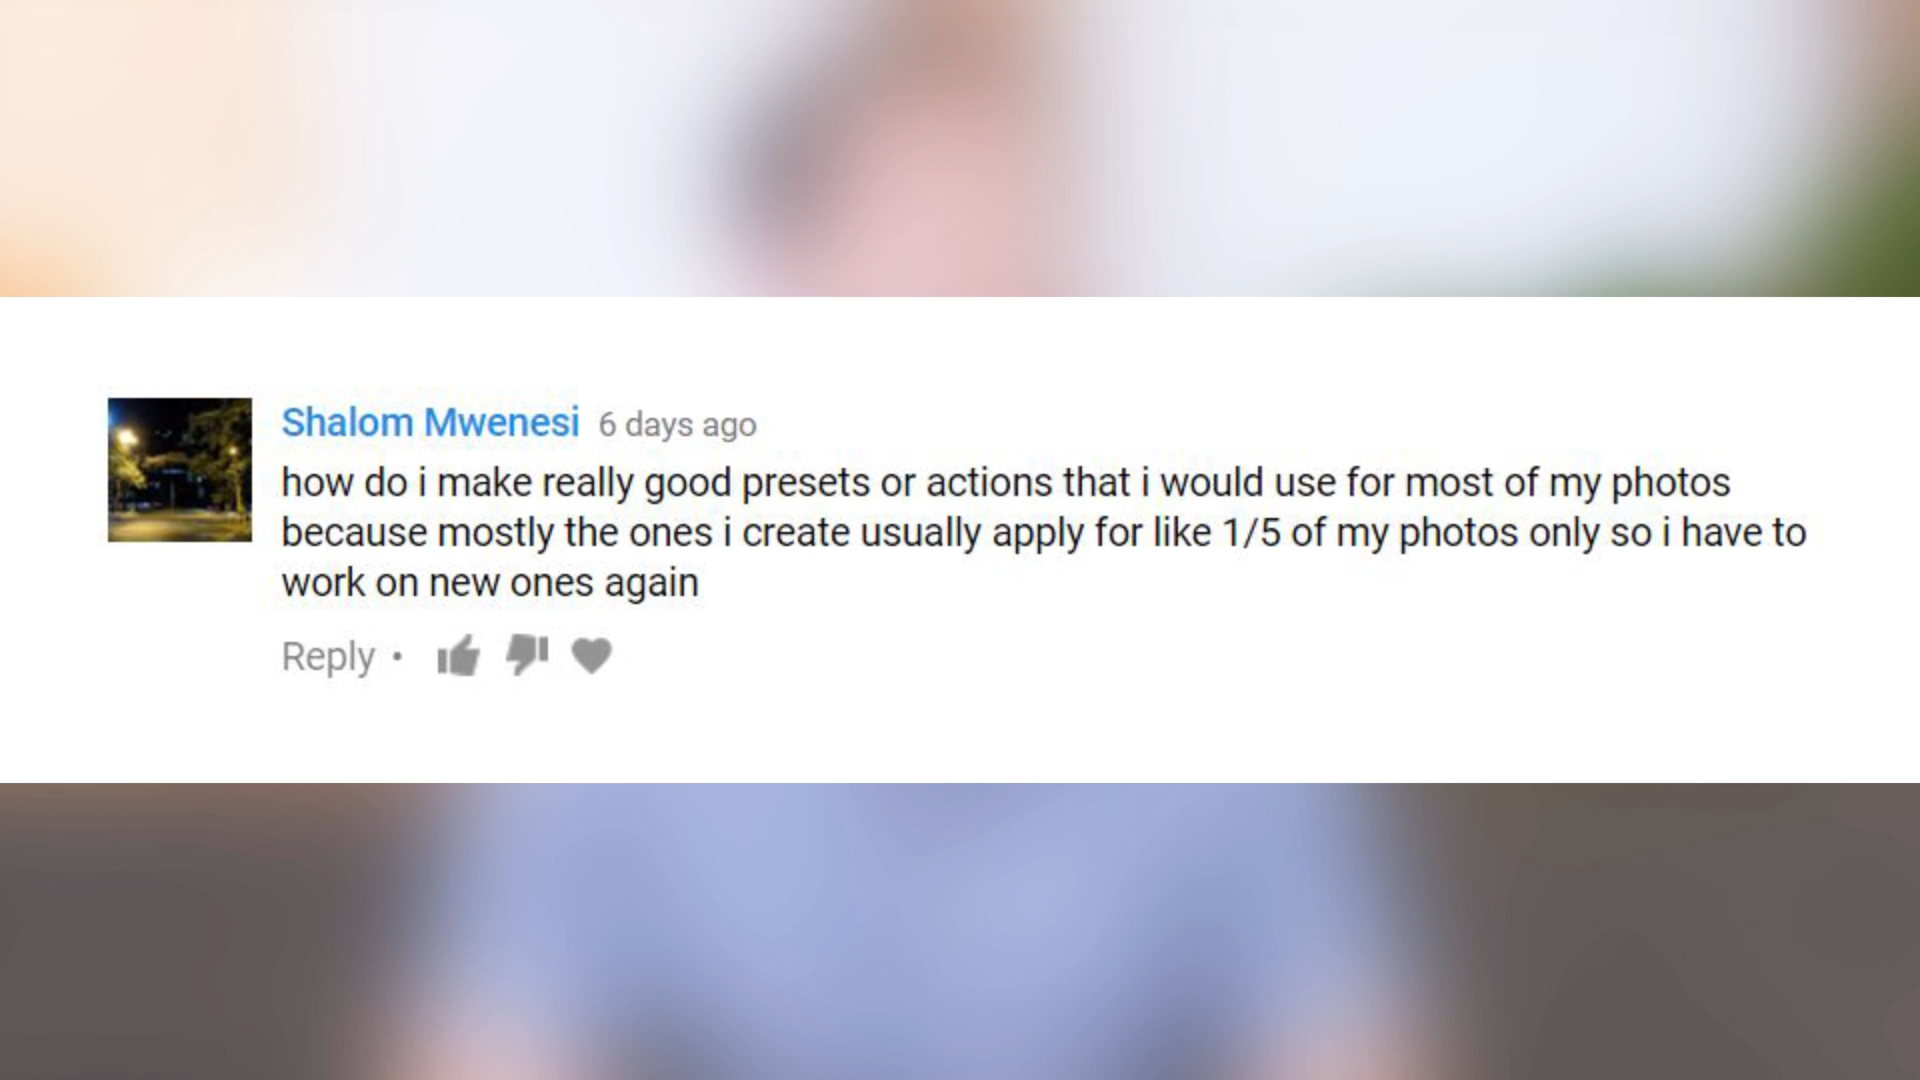 Shalom Mwenesi 6 days ago
how do i make really good presets or actions that i would use for most of my photos
because mostly the ones i create usually apply for like 1/5 of my photos only so i have to
work on new ones again
Reply •